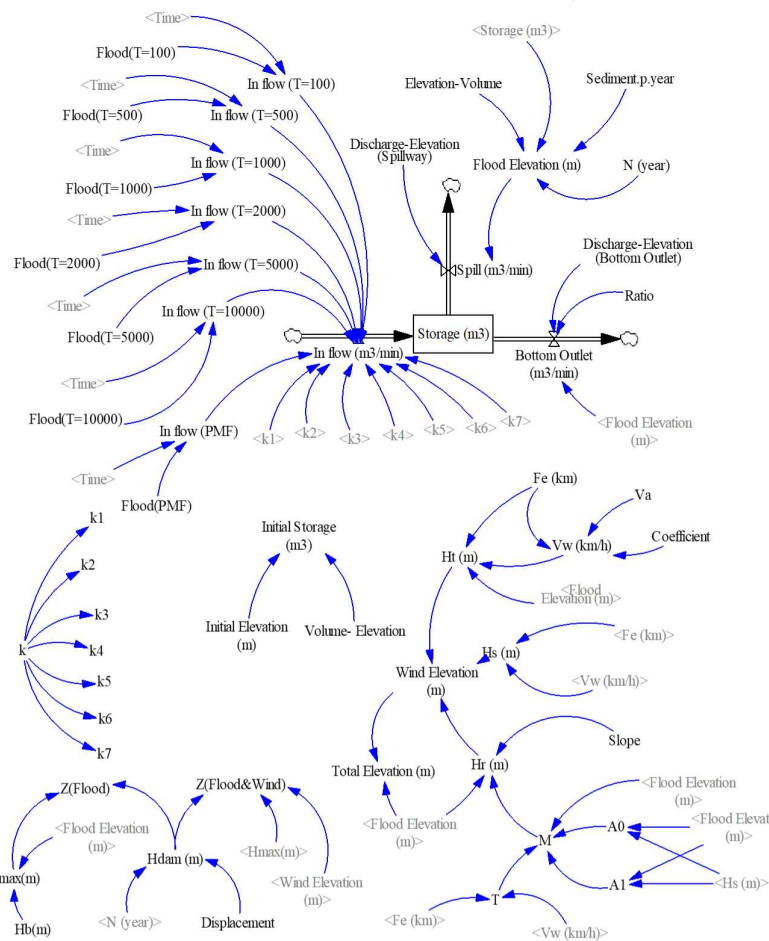 <Time>
Flood(T=100)
In flow (T=100)
<Time>
Flood(T=500)
In flow (T=500)
<Time>
In flow (T=1000)
Flood(T=1000)
<Time>
In flow (T=2000)
Flood(T=2000)
In flow (T=5000)
<Time>
Flood(T=5000)
In flow (T=10000)
<Time>
Flood(T=10000)
In flow (PMF)
<Time>
Flood(PMF)
<Storage (m3)>
Elevation-Volume
Sediment.p.year
Discharge-Elevation
(Spillway)
Flood Elevation (m)
N (year)
Spill (m3/min)
Discharge-Elevation
(Bottom Outlet)
Ratio
Storage (m3)
In flow (m3/min)
Bottom Outlet
(m3/min)
<Flood Elevation
(m)>
<k1>
<k2>
<k3>
<k4>
<k5>
<k6>
<k7>
k1
k2
k3
k
k4
k5
k6
k7
Initial Storage
(m3)
Initial Elevation
(m)
Volume- Elevation
Fe (km)
Va
Vw (km/h)
Coefficient
Ht (m)
<Flood
Elevation (m)>
<Fe (km)>
Hs (m)
Wind Elevation
(m)
<Vw (km/h)>
Slope
Total Elevation (m)
Hr (m)
<Flood Elevation
(m)>
<Flood Elevation
(m)>
<Flood Elevat
m)>
M
A0
A1
<Hs (m)
T
<Fe (km)>
<Vw (km/h)>
Z(Flood)
Z(Flood&Wind)
<Flood Elevation
(m)>
<Hmax(m)>
max(m)
Hdam (m)
<Wind Elevation
(m)>
Hb(m)
<N (year)>
Displacement